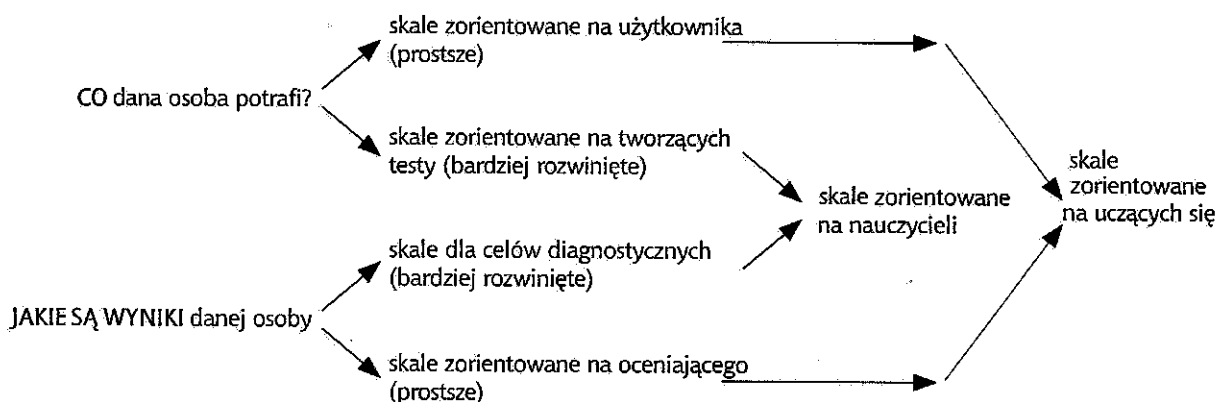 skale zorientowane na użytkownika
(prostsze)
CO dana osoba potrafi?
skale zorientowane na tworzących
testy (bardziej rozwinięte)
skale zorientowane
na nauczycieli
skale
zorientowane
na uczących się
skale dla celów diagnostycznych
(bardziej rozwinięte)
JAKIE SĄ WYNIKI danej osoby
skale zorientowane na oceniającego
(prostsze)